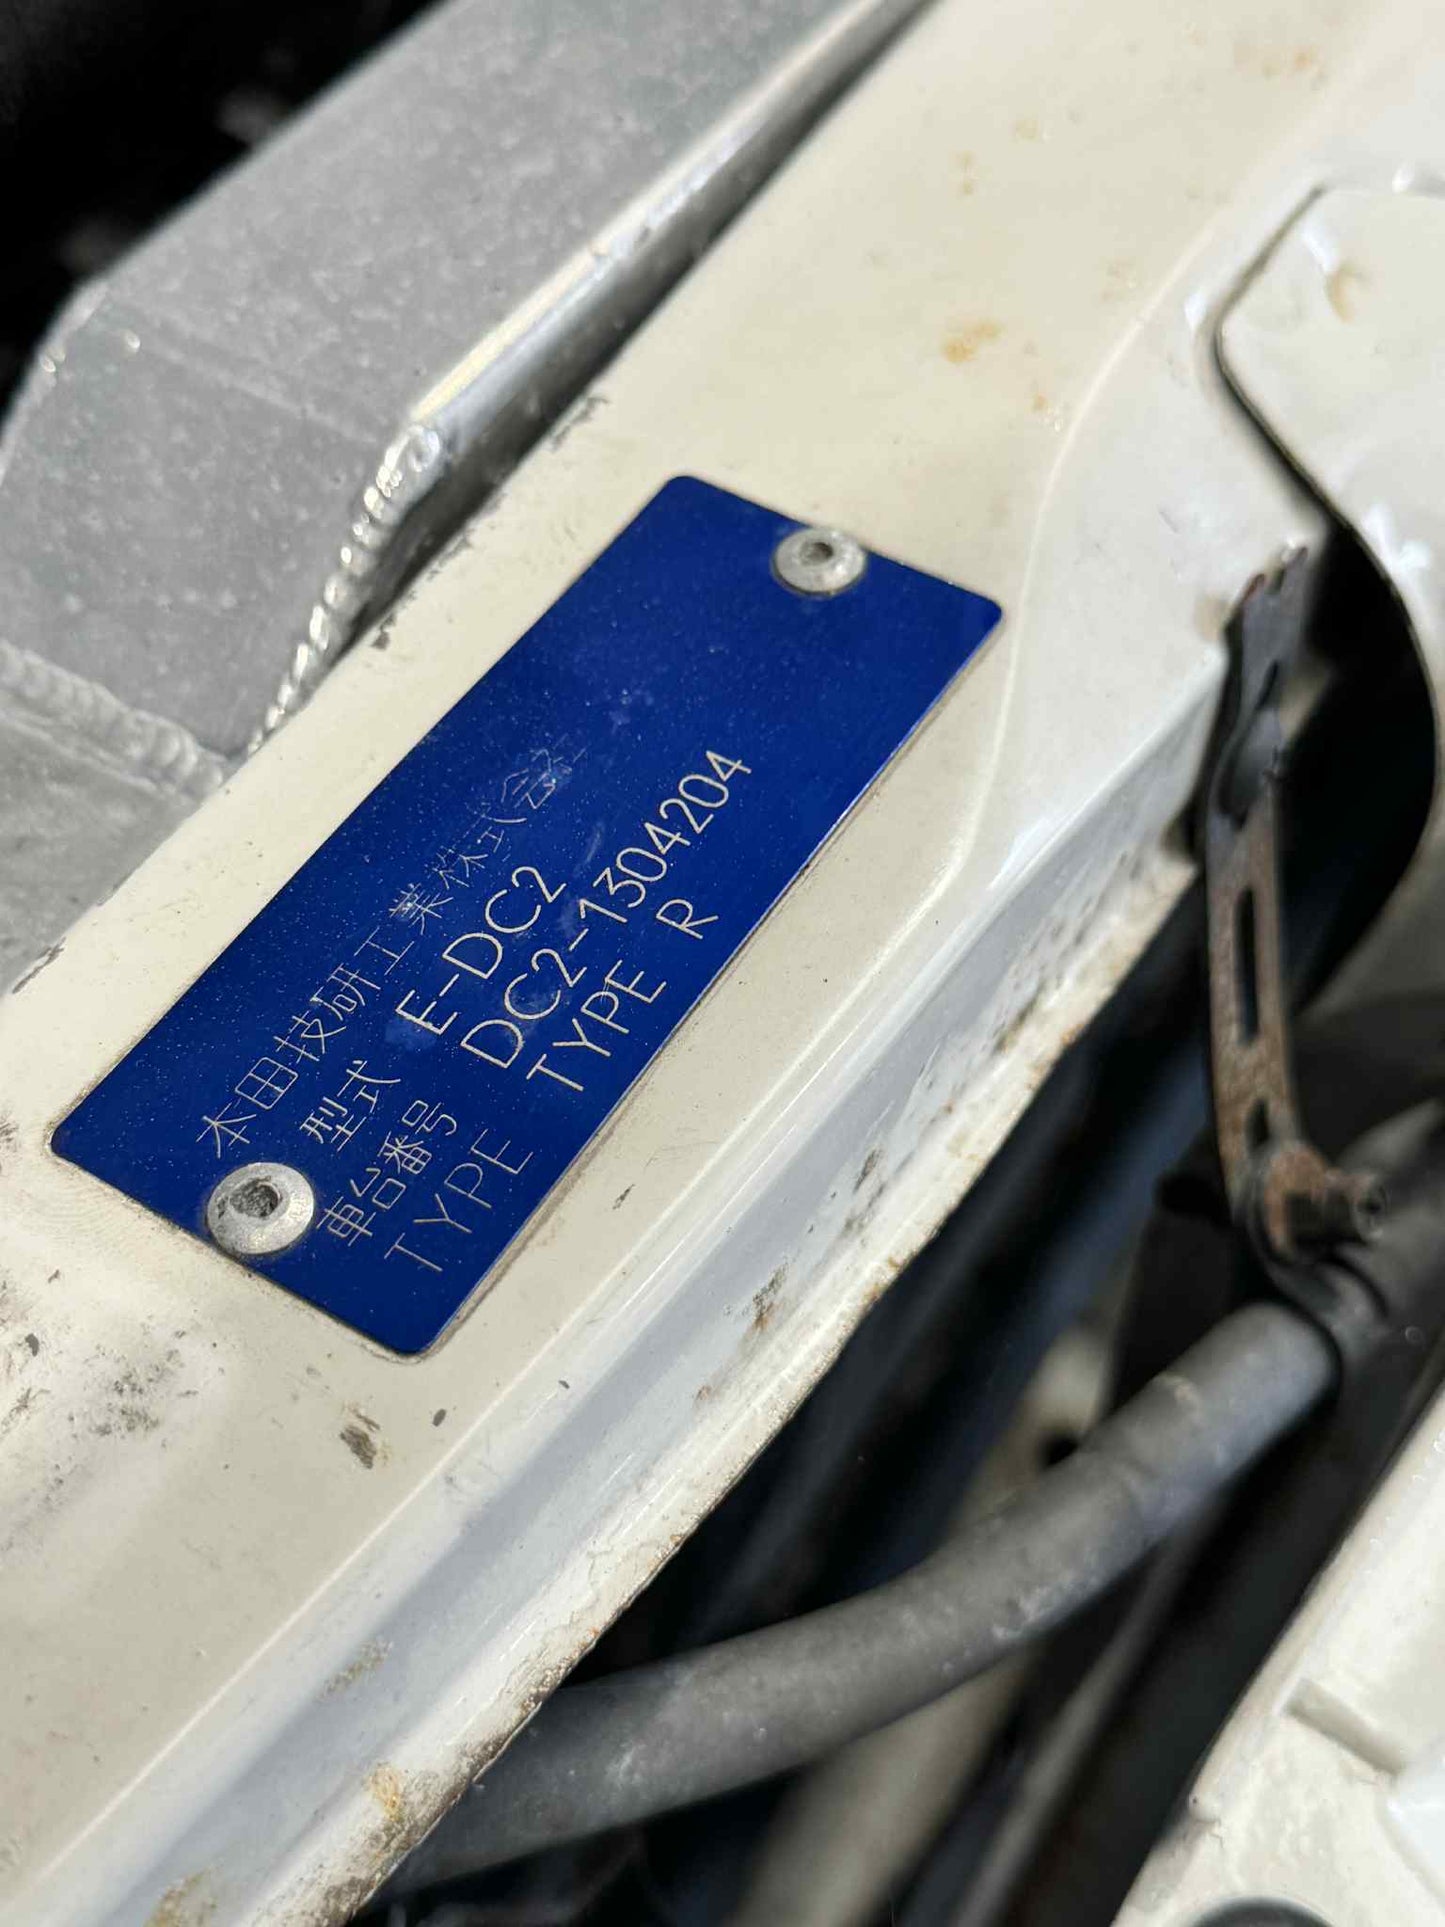 本田技研工業株式会社
型式 E-DC2
車台番号 DC2-1304204
TYPE TYPE R